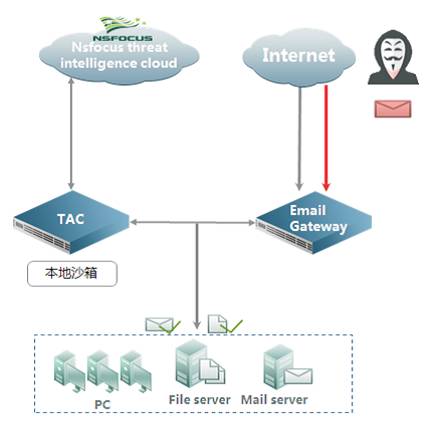 NSFOCUS
Nsfocus threat
intelligence cloud
Internet
TAC
Email
Gateway
本地沙箱
PC
File server
Mail server